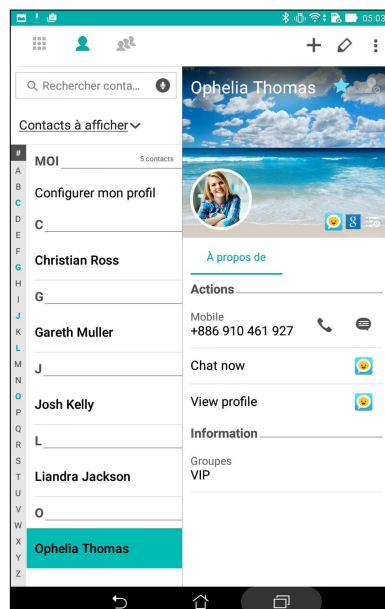 05:03
Rechercher conta...
Contacts à afficher
#
A
B
C
D
E
F
G
H
I
J
K
L
M
N
O
P
Q
R
S
T
U
V
W
X
Y
Z
MOI 5 contacts
Configurer mon profil
C
Christian Ross
G
Gareth Muller
J
Josh Kelly
L
Liandra Jackson
O
Ophelia Thomas
Ophelia Thomas
8
À propos de
Actions
Mobile
+886 910 461 927
Chat now
View profile
Information
Groupes
VIP